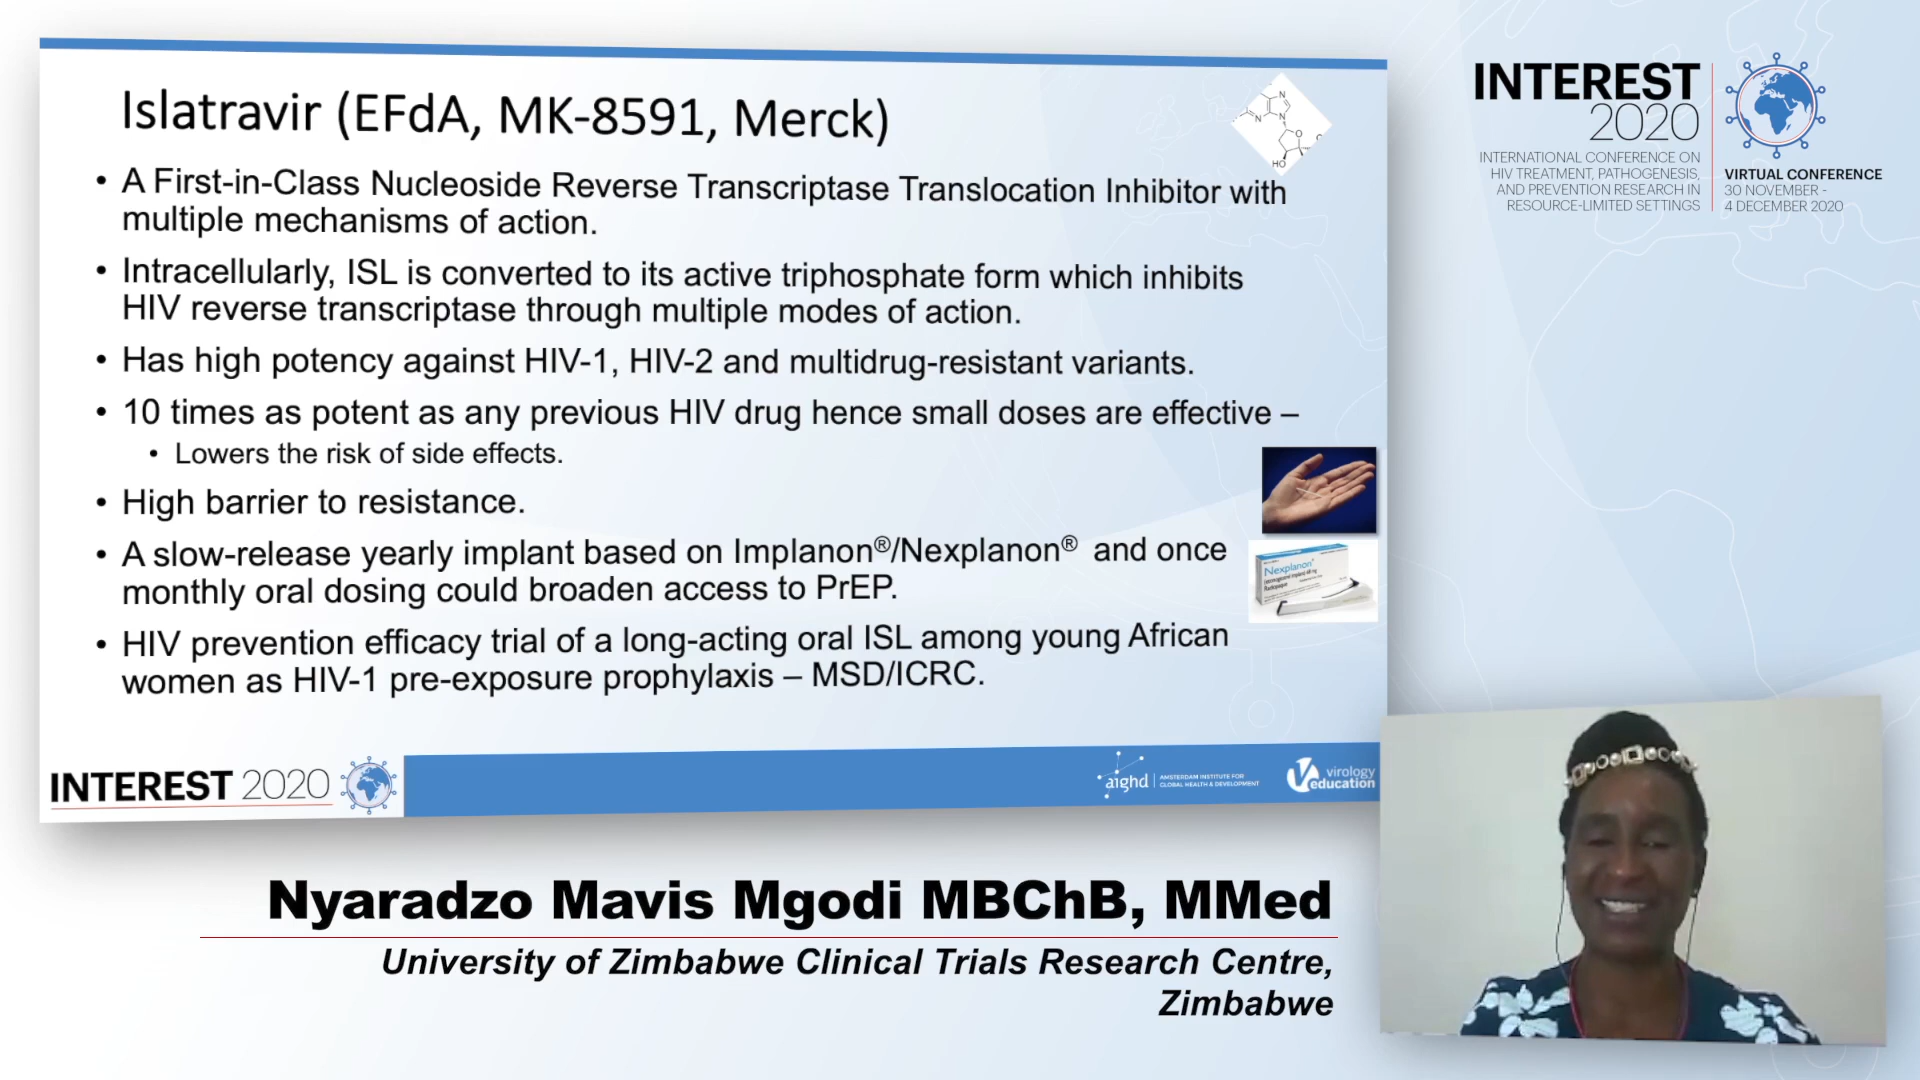 Islatravir (EFdA, MK-8591, Merck)
• A First-in-Class Nucleoside Reverse Transcriptase Translocation Inhibitor with
multiple mechanisms of action.
• Intracellularly, ISL is converted to its active triphosphate form which inhibits
HIV reverse transcriptase through multiple modes of action.
• Has high potency against HIV-1, HIV-2 and multidrug-resistant variants.
• 10 times as potent as any previous HIV drug hence small doses are effective –
• Lowers the risk of side effects.
• High barrier to resistance.
• A slow-release yearly implant based on Implanon®/Nexplanon® and once
monthly oral dosing could broaden access to PrEP.
• HIV prevention efficacy trial of a long-acting oral ISL among young African
women as HIV-1 pre-exposure prophylaxis – MSD/ICRC.
N
N
N
O
HO
Nexplanon
INTEREST 2020
aighd
AMSTERDAM INSTITUTE FOR
GLOBAL HEALTH & DEVELOPMENT
virology
education
INTEREST
2020
INTERNATIONAL CONFERENCE ON
HIV TREATMENT, PATHOGENESIS,
AND PREVENTION RESEARCH IN
RESOURCE-LIMITED SETTINGS
VIRTUAL CONFERENCE
30 NOVEMBER -
4 DECEMBER 2020
Nyaradzo Mavis Mgodi MBChB, MMed
University of Zimbabwe Clinical Trials Research Centre,
Zimbabwe